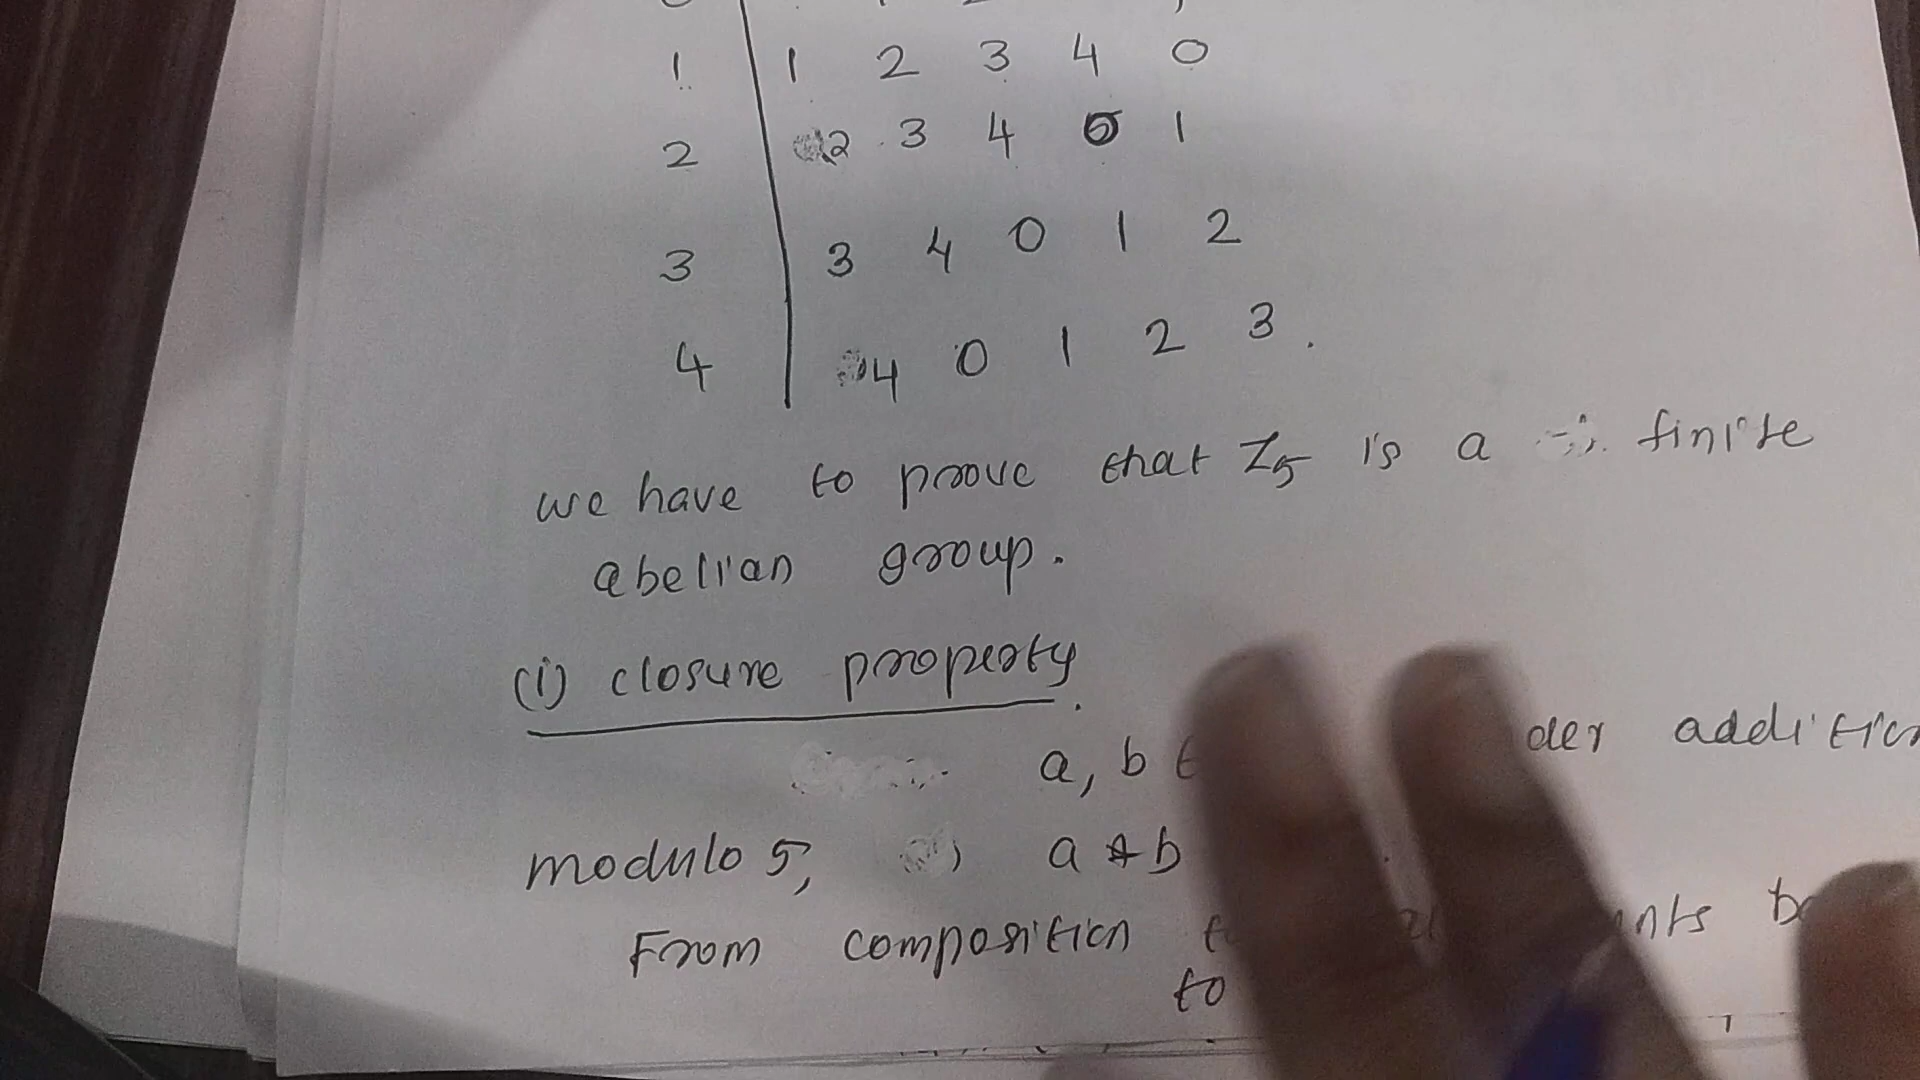 1 1 2 3 4 0
2 2 3 4 0 1
3 3 4 0 1 2
4 4 0 1 2 3.
we have to prove that Z5 is a finite
abelian group.
(i) closure property.
a, b addition
modulo 5, a + b
From composition
to